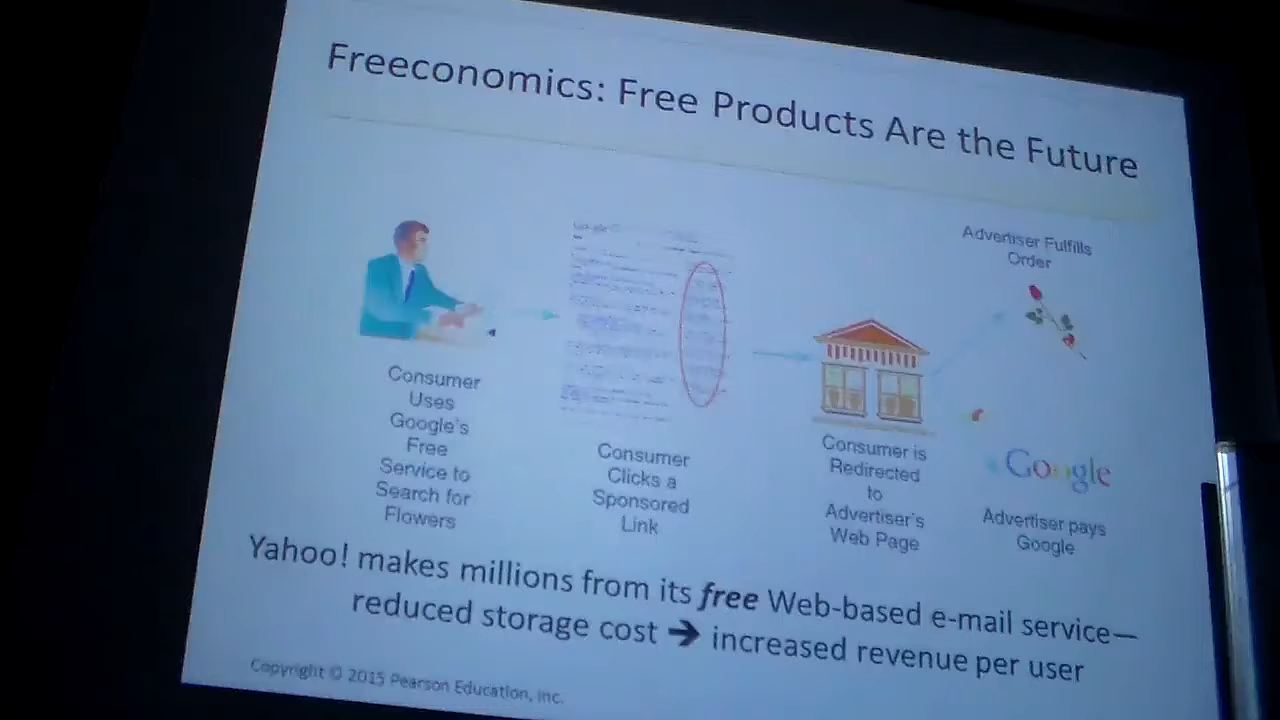 Freeconomics: Free Products Are the Future
Advertiser Fulfills
Order
Consumer
Uses
Google's
Free
Service to
Search for
Flowers
Consumer
Clicks a
Sponsored
Link
Consumer is
Redirected
to
Advertiser's
Web Page
Google
Advertiser pays
Google
Yahoo! makes millions from its free Web-based e-mail service—
reduced storage cost ➔ increased revenue per user
Copyright © 2015 Pearson Education, Inc.